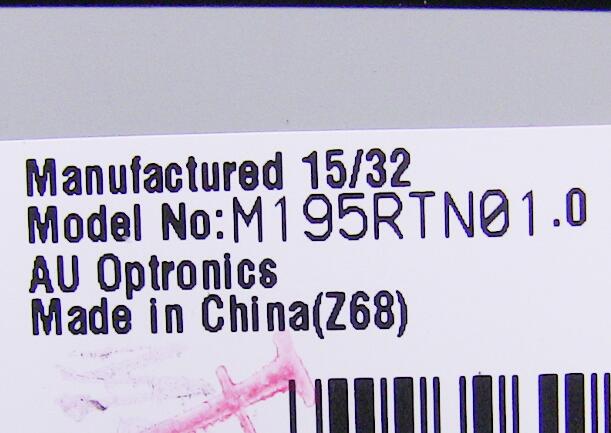 Manufactured 15/32
Model No:M195RTN01.0
AU Optronics
Made in China(Z68)